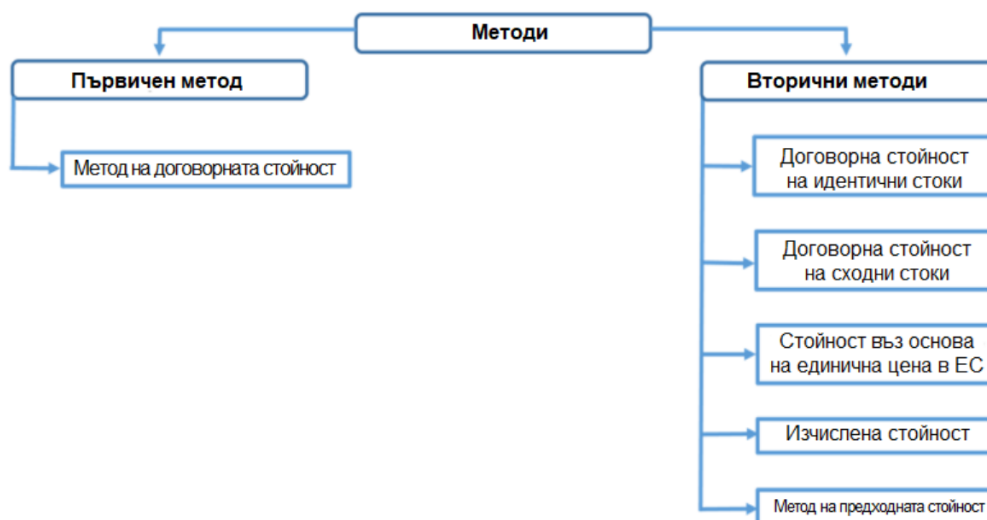 Методи
Първичен метод
Метод на договорната стойност
Вторични методи
Договорна стойност
на идентични стоки
Договорна стойност
на сходни стоки
Стойност въз основа
на единична цена в ЕС
Изчислена стойност
Метод на предходната стойност